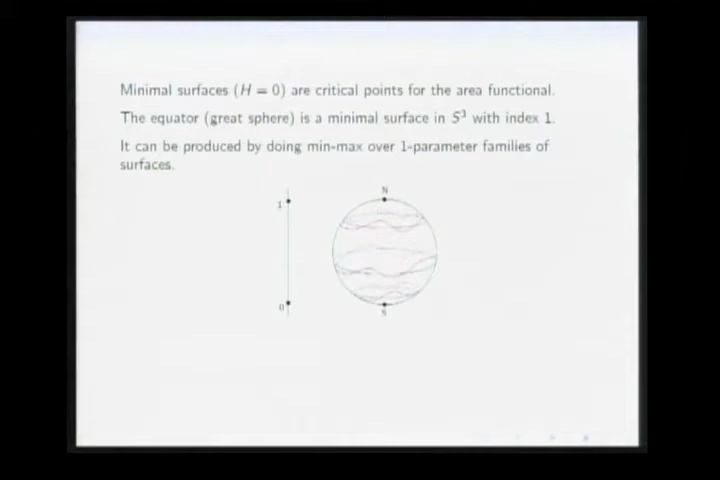 Minimal surfaces (H = 0) are critical points for the area functional.
The equator (great sphere) is a minimal surface in S³ with index 1.
It can be produced by doing min-max over 1-parameter families of
surfaces.
N
1
0
S